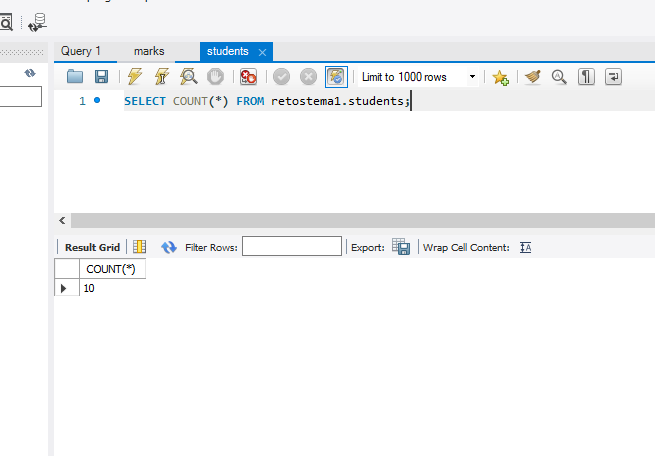 Query 1 marks students
Limit to 1000 rows
1 SELECT COUNT(*) FROM retostema1.students;
Result Grid Filter Rows: Export: Wrap Cell Content:
COUNT(*)
10